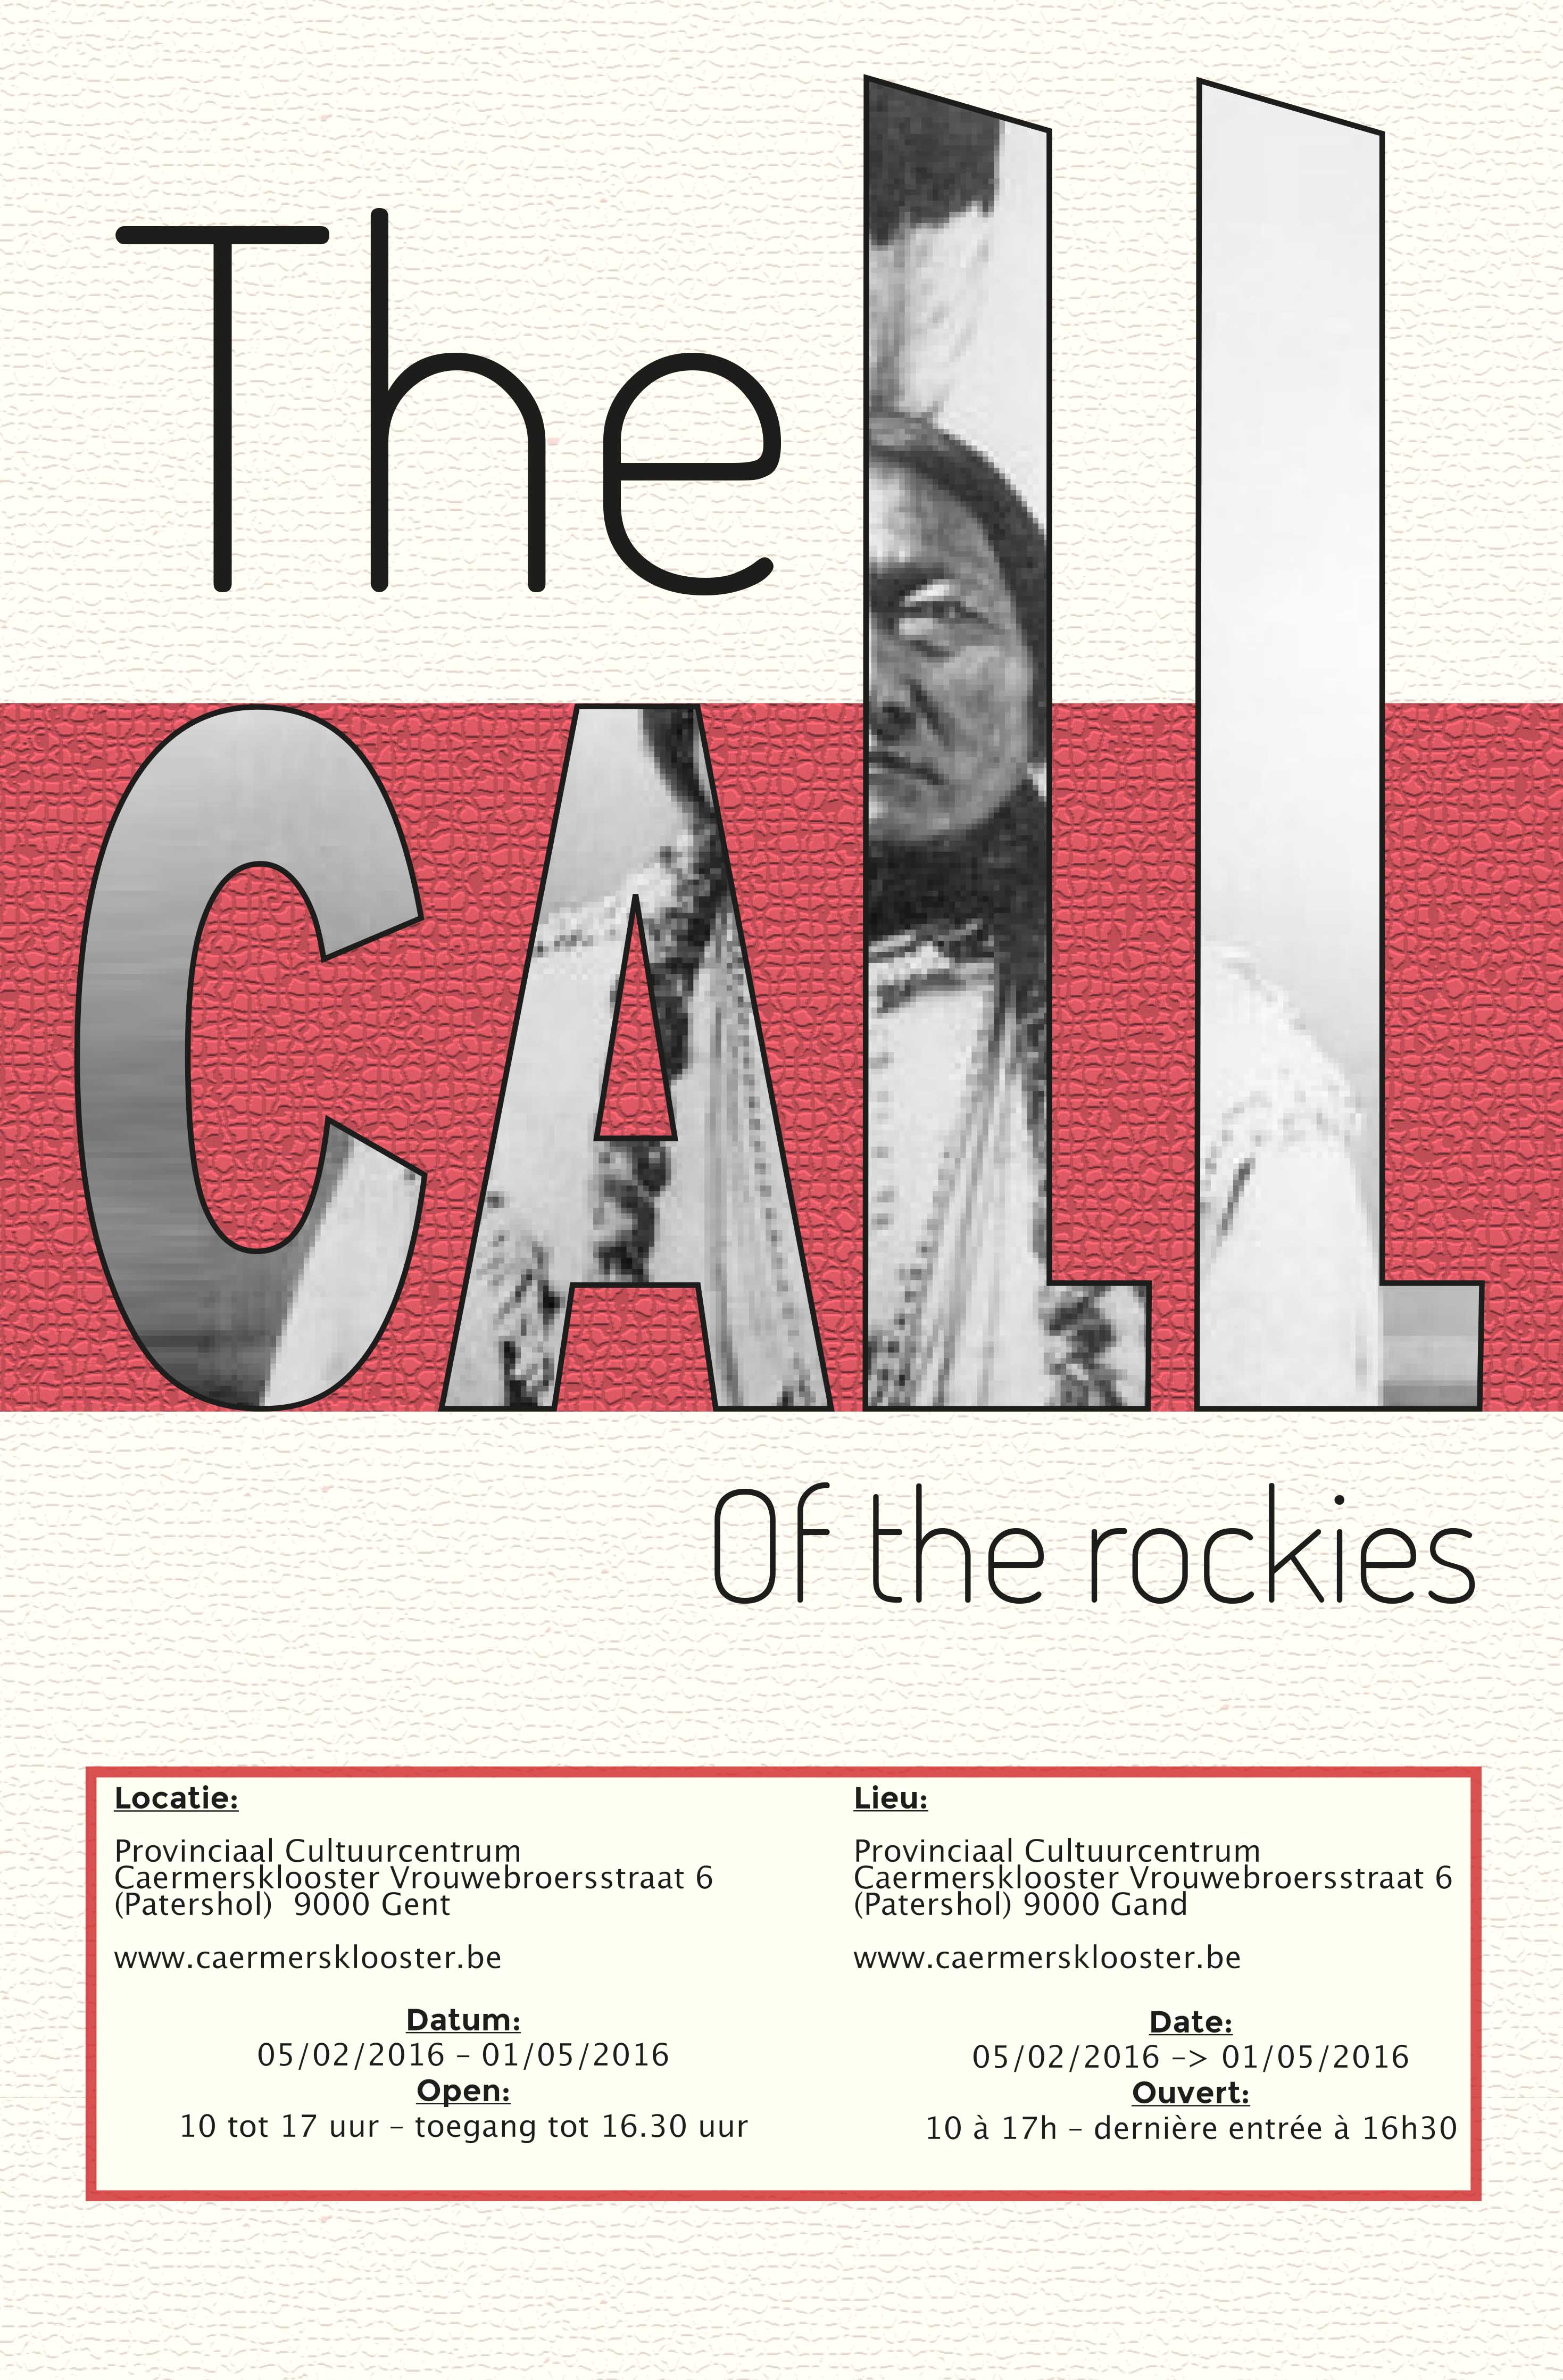 The
CALL
Of the rockies
Locatie:
Provinciaal Cultuurcentrum
Caermersklooster Vrouwebroersstraat 6
(Patershol)  9000 Gent
www.caermersklooster.be
Datum:
05/02/2016 – 01/05/2016
Open:
10 tot 17 uur – toegang tot 16.30 uur
Lieu:
Provinciaal Cultuurcentrum
Caermersklooster Vrouwebroersstraat 6
(Patershol) 9000 Gand
www.caermersklooster.be
Date:
05/02/2016 –> 01/05/2016
Ouvert:
10 à 17h – dernière entrée à 16h30